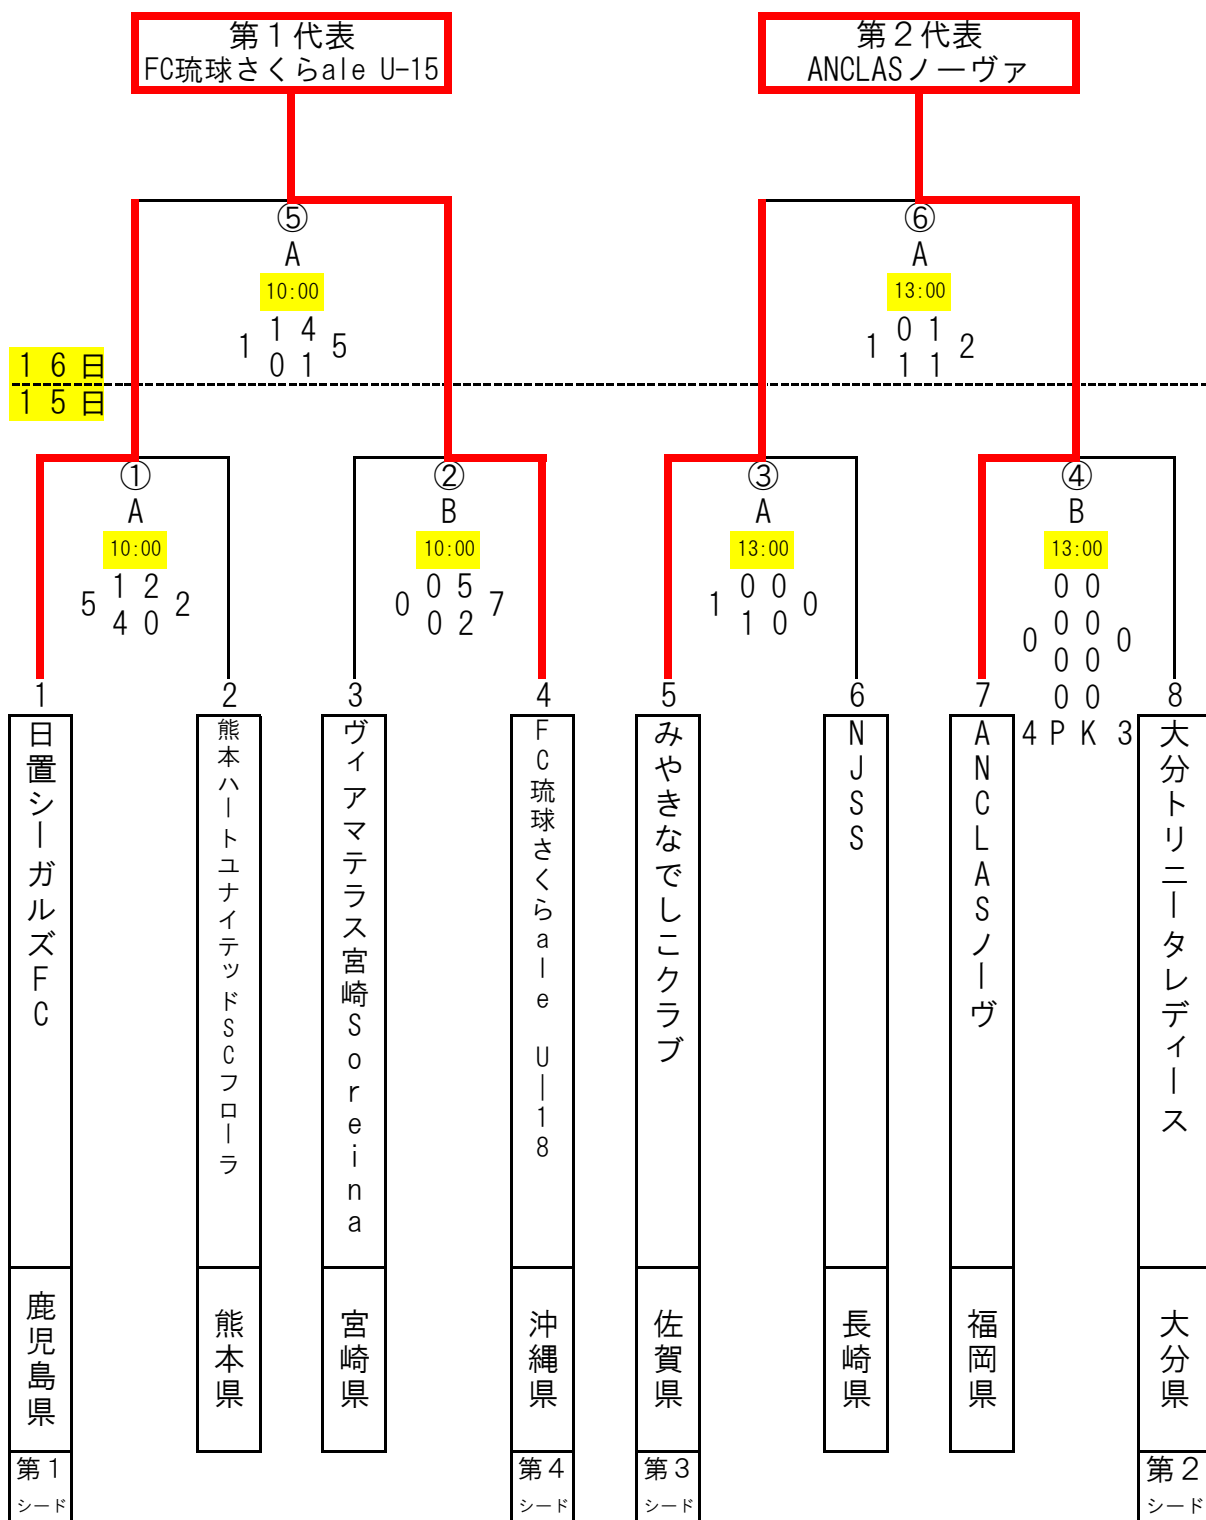 第１代表
FC琉球さくらale U-15
第２代表
ANCLASノーヴァ
⑤
A
10:00
1 4
1 5
0 1
⑥
A
13:00
0 1
1 2
1 1
１６日
１５日
①
A
10:00
1 2
5 2
4 0
②
B
10:00
0 5
0 7
0 2
③
A
13:00
0 0
1 0
1 0
④
B
13:00
0 0
0 0
0 0
0 0
0 0
4 P K 3
1
2
3
4
5
6
7
8
日置シーガルズFC
熊本ハートユナイテッドSCフローラ
ヴィアマテラス宮崎Soreina
FC琉球さくらale U―18
みやきなでしこクラブ
NJSS
ANCLASノーヴ
大分トリニータレディース
鹿児島県
熊本県
宮崎県
沖縄県
佐賀県
長崎県
福岡県
大分県
第１
シード
第４
シード
第３
シード
第２
シード